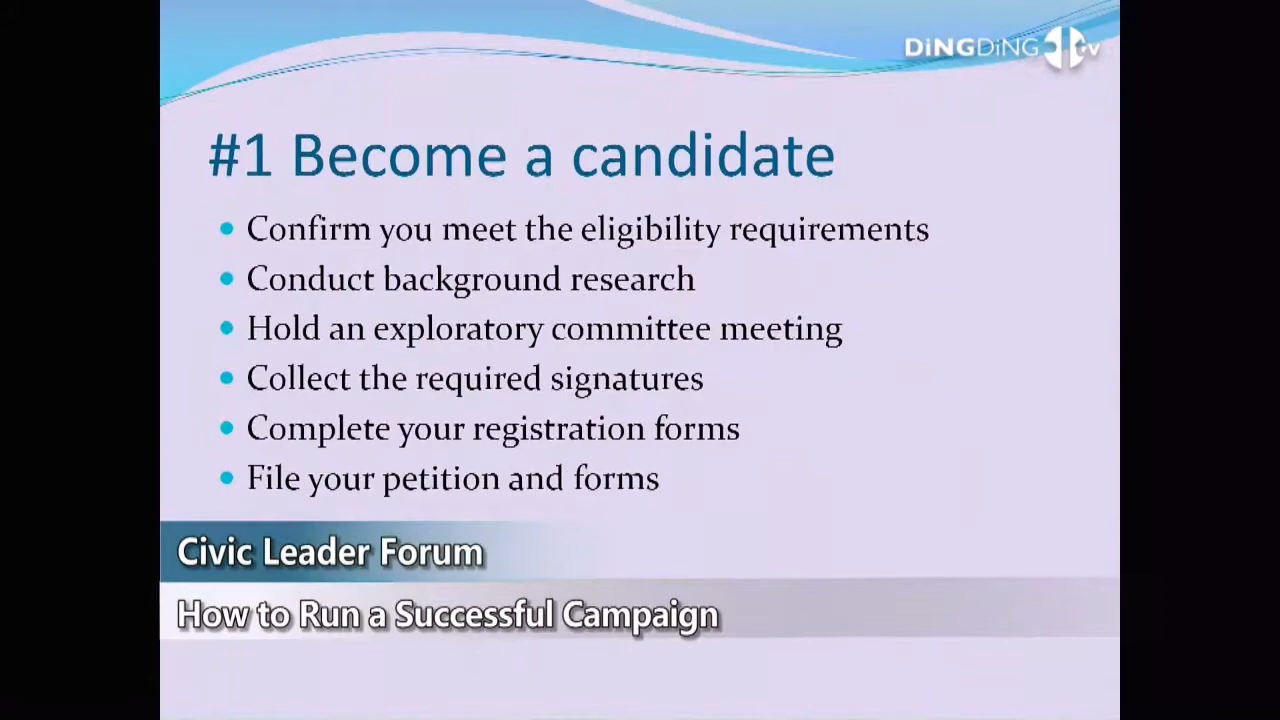 DiNGDiNG tv
#1 Become a candidate
• Confirm you meet the eligibility requirements
• Conduct background research
• Hold an exploratory committee meeting
• Collect the required signatures
• Complete your registration forms
• File your petition and forms
Civic Leader Forum
How to Run a Successful Campaign